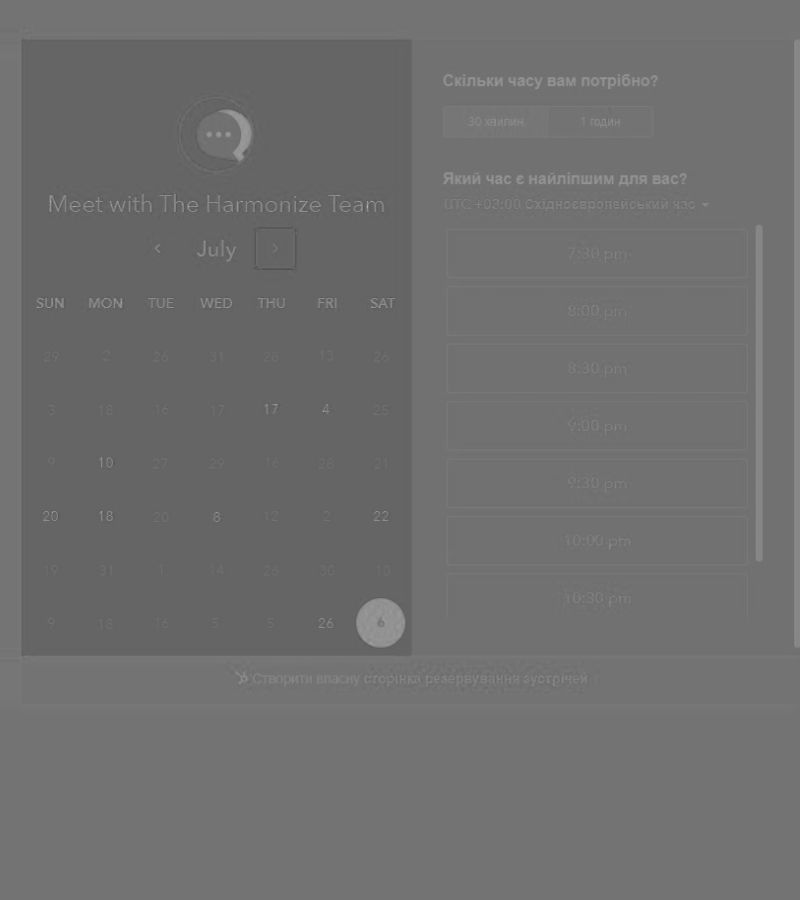 Meet with The Harmonize Team
July
SUN MON TUE WED THU FRI SAT
29 2 26 31 28 13 26
3 18 16 17 17 4 25
9 10 27 29 16 28 21
20 18 20 8 12 2 22
19 31 1 14 26 30 10
9 18 16 5 5 26 6
Скільки часу вам потрібно?
30 хвилин 1 годин
Який час є найліпшим для вас?
UTC +03:00 Східноєвропейський час
7:30 pm
8:00 pm
8:30 pm
9:00 pm
9:30 pm
10:00 pm
10:30 pm
Створити власну сторінка резервування зустрічей